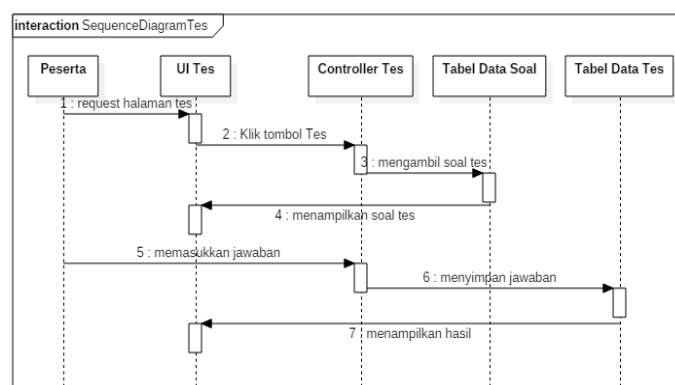 interaction SequenceDiagramTes
Peserta
UI Tes
Controller Tes
Tabel Data Soal
Tabel Data Tes
1 : request halaman tes
2 : Klik tombol Tes
3 : mengambil soal tes
4 : menampilkan soal tes
5 : memasukkan jawaban
6 : menyimpan jawaban
7 : menampilkan hasil